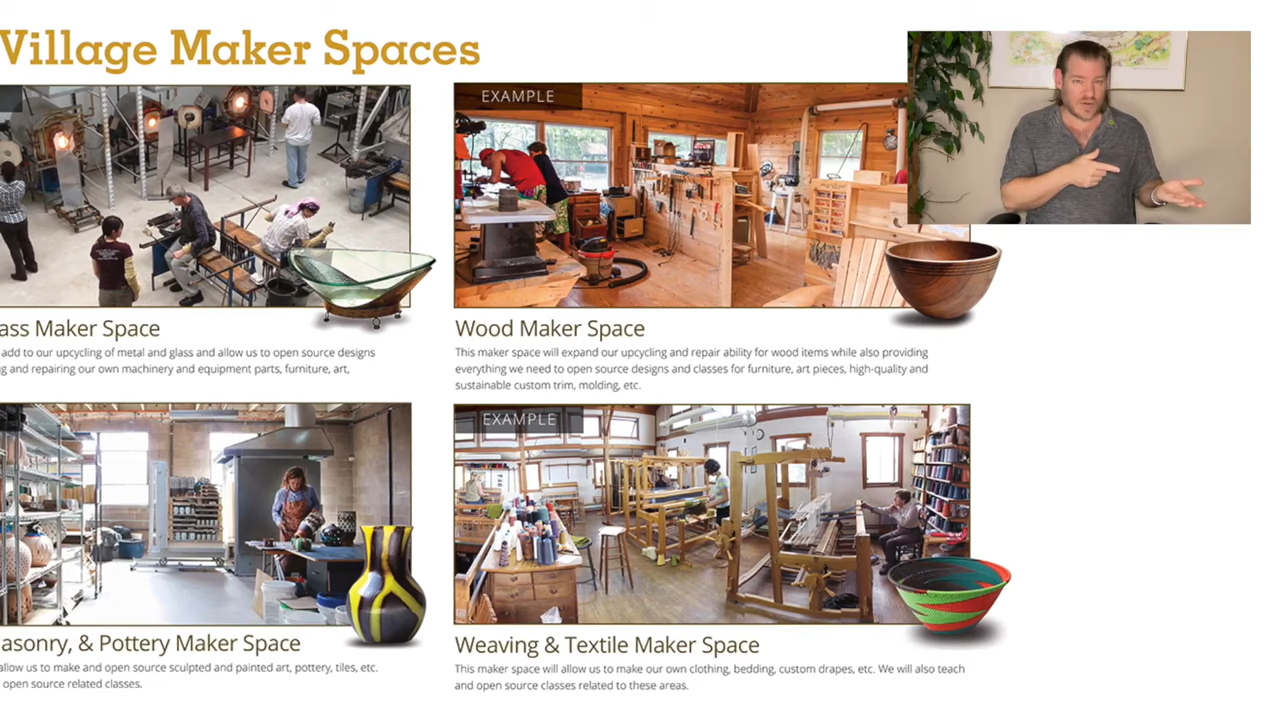 Village Maker Spaces
EXAMPLE
ass Maker Space
add to our upcycling of metal and glass and allow us to open source designs
g and repairing our own machinery and equipment parts, furniture, art,
Wood Maker Space
This maker space will expand our upcycling and repair ability for wood items while also providing
everything we need to open source designs and classes for furniture, art pieces, high-quality and
sustainable custom trim, molding, etc.
EXAMPLE
asonry, & Pottery Maker Space
allow us to make and open source sculpted and painted art, pottery, tiles, etc.
open source related classes.
Weaving & Textile Maker Space
This maker space will allow us to make our own clothing, bedding, custom drapes, etc. We will also teach
and open source classes related to these areas.